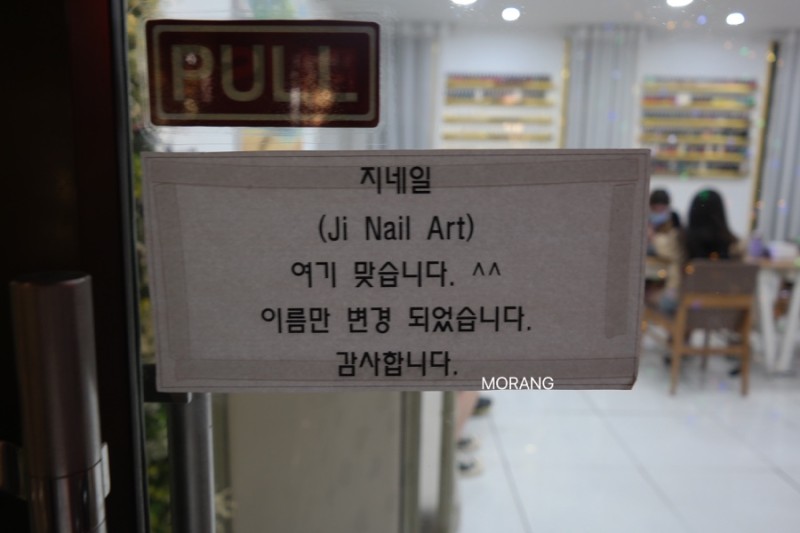 PULL
지네일
(Ji Nail Art)
여기 맞습니다. ^^
이름만 변경 되었습니다.
감사합니다.
MORANG